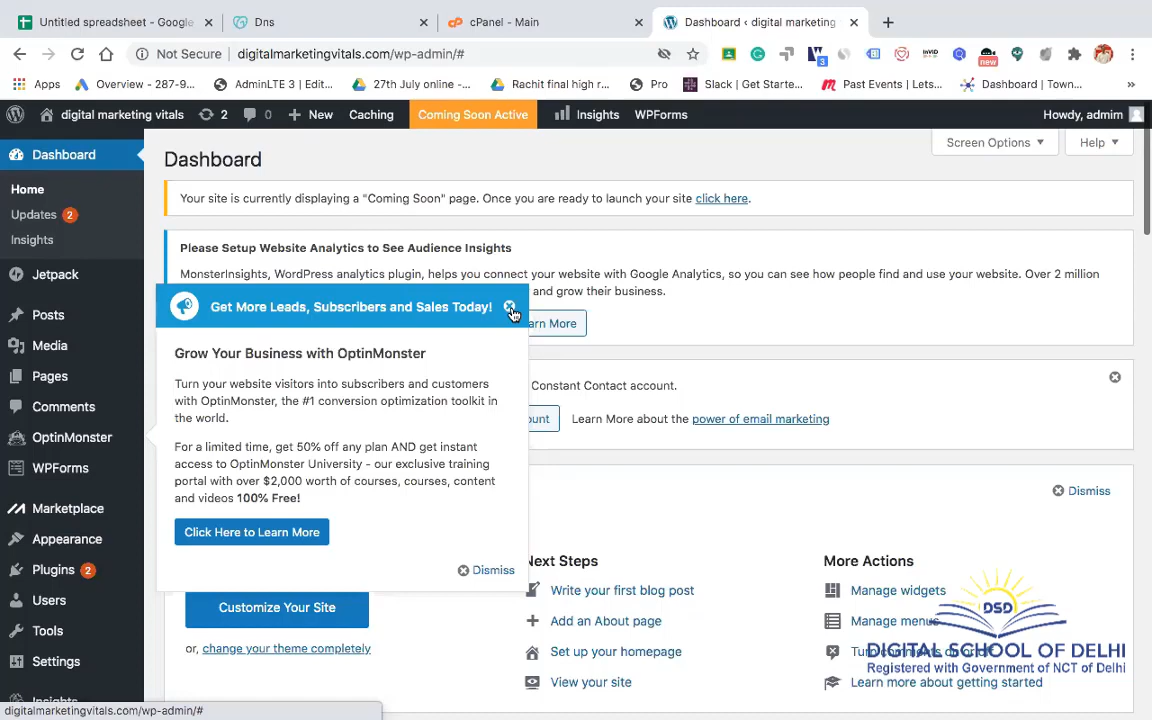 Untitled spreadsheet - Google
Dns
cPanel - Main
Dashboard ‹ digital marketing
Not Secure
digitalmarketingvitals.com/wp-admin/#
3
new
Apps
Overview - 287-9...
AdminLTE 3 | Edit...
27th July online -...
Rachit final high r...
Pro
Slack | Get Starte...
Past Events | Lets...
Dashboard | Town...
»
digital marketing vitals
2
0
New
Caching
Coming Soon Active
Insights
WPForms
Howdy, admim
Dashboard
Home
Updates 2
Insights
Jetpack
Posts
Media
Pages
Comments
OptinMonster
WPForms
Marketplace
Appearance
Plugins 2
Users
Tools
Settings
Insights
Screen Options
Help
Dashboard
Your site is currently displaying a "Coming Soon" page. Once you are ready to launch your site click here.
Please Setup Website Analytics to See Audience Insights
MonsterInsights, WordPress analytics plugin, helps you connect your website with Google Analytics, so you can see how people find and use your website. Over 2 million
and grow their business.
arn More
Constant Contact account.
ount
Learn More about the power of email marketing
Get More Leads, Subscribers and Sales Today!
Grow Your Business with OptinMonster
Turn your website visitors into subscribers and customers
with OptinMonster, the #1 conversion optimization toolkit in
the world.
For a limited time, get 50% off any plan AND get instant
access to OptinMonster University - our exclusive training
portal with over $2,000 worth of courses, courses, content
and videos 100% Free!
Click Here to Learn More
Dismiss
Dismiss
Customize Your Site
or, change your theme completely
Next Steps
Write your first blog post
Add an About page
Set up your homepage
View your site
More Actions
Manage widgets
Manage menus
Turn comments on or off
Learn more about getting started
DSD
DIGITAL SCHOOL OF DELHI
Registered with Government of NCT of Delhi
digitalmarketingvitals.com/wp-admin/#